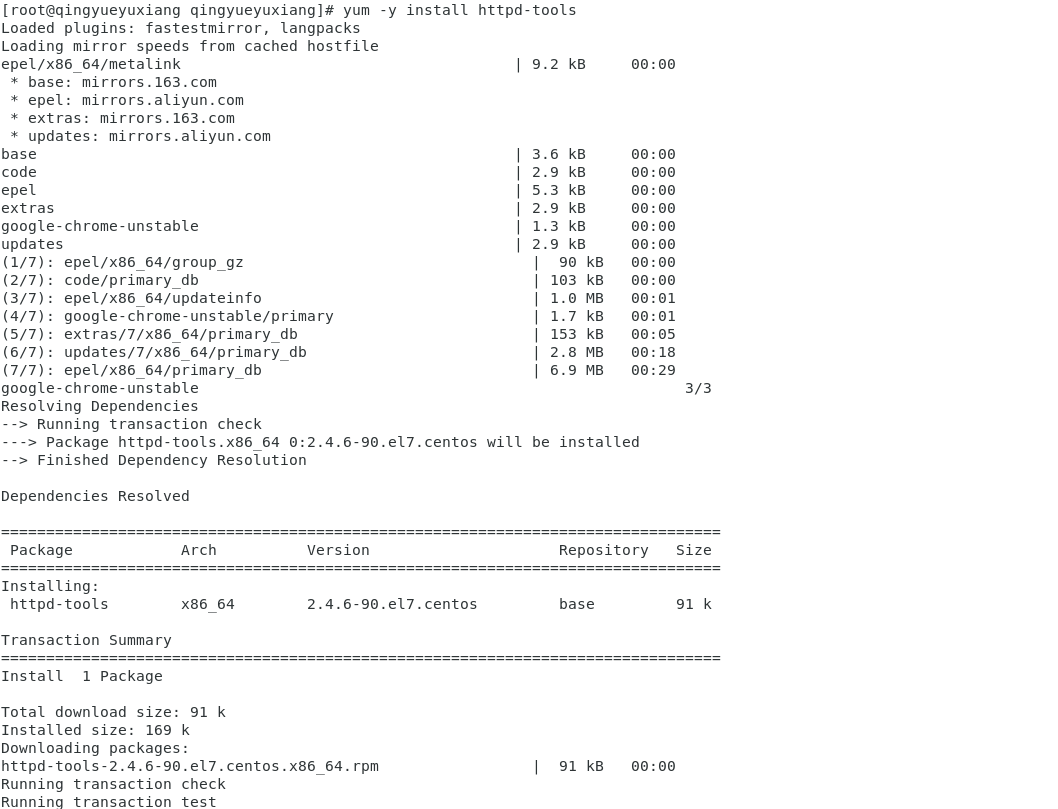 [root@qingyueyuxiang qingyueyuxiang]# yum -y install httpd-tools
Loaded plugins: fastestmirror, langpacks
Loading mirror speeds from cached hostfile
epel/x86_64/metalink                                     | 9.2 kB     00:00
 * base: mirrors.163.com
 * epel: mirrors.aliyun.com
 * extras: mirrors.163.com
 * updates: mirrors.aliyun.com
base                                                     | 3.6 kB     00:00
code                                                     | 2.9 kB     00:00
epel                                                     | 5.3 kB     00:00
extras                                                   | 2.9 kB     00:00
google-chrome-unstable                                   | 1.3 kB     00:00
updates                                                  | 2.9 kB     00:00
(1/7): epel/x86_64/group_gz                                |  90 kB   00:00
(2/7): code/primary_db                                     | 103 kB   00:00
(3/7): epel/x86_64/updateinfo                              | 1.0 MB   00:01
(4/7): google-chrome-unstable/primary                      | 1.7 kB   00:01
(5/7): extras/7/x86_64/primary_db                          | 153 kB   00:05
(6/7): updates/7/x86_64/primary_db                         | 2.8 MB   00:18
(7/7): epel/x86_64/primary_db                              | 6.9 MB   00:29
google-chrome-unstable                                                      3/3
Resolving Dependencies
--> Running transaction check
---> Package httpd-tools.x86_64 0:2.4.6-90.el7.centos will be installed
--> Finished Dependency Resolution

Dependencies Resolved

================================================================================
 Package            Arch          Version                     Repository   Size
================================================================================
Installing:
 httpd-tools        x86_64        2.4.6-90.el7.centos         base         91 k

Transaction Summary
================================================================================
Install  1 Package

Total download size: 91 k
Installed size: 169 k
Downloading packages:
httpd-tools-2.4.6-90.el7.centos.x86_64.rpm                 |  91 kB   00:00
Running transaction check
Running transaction test